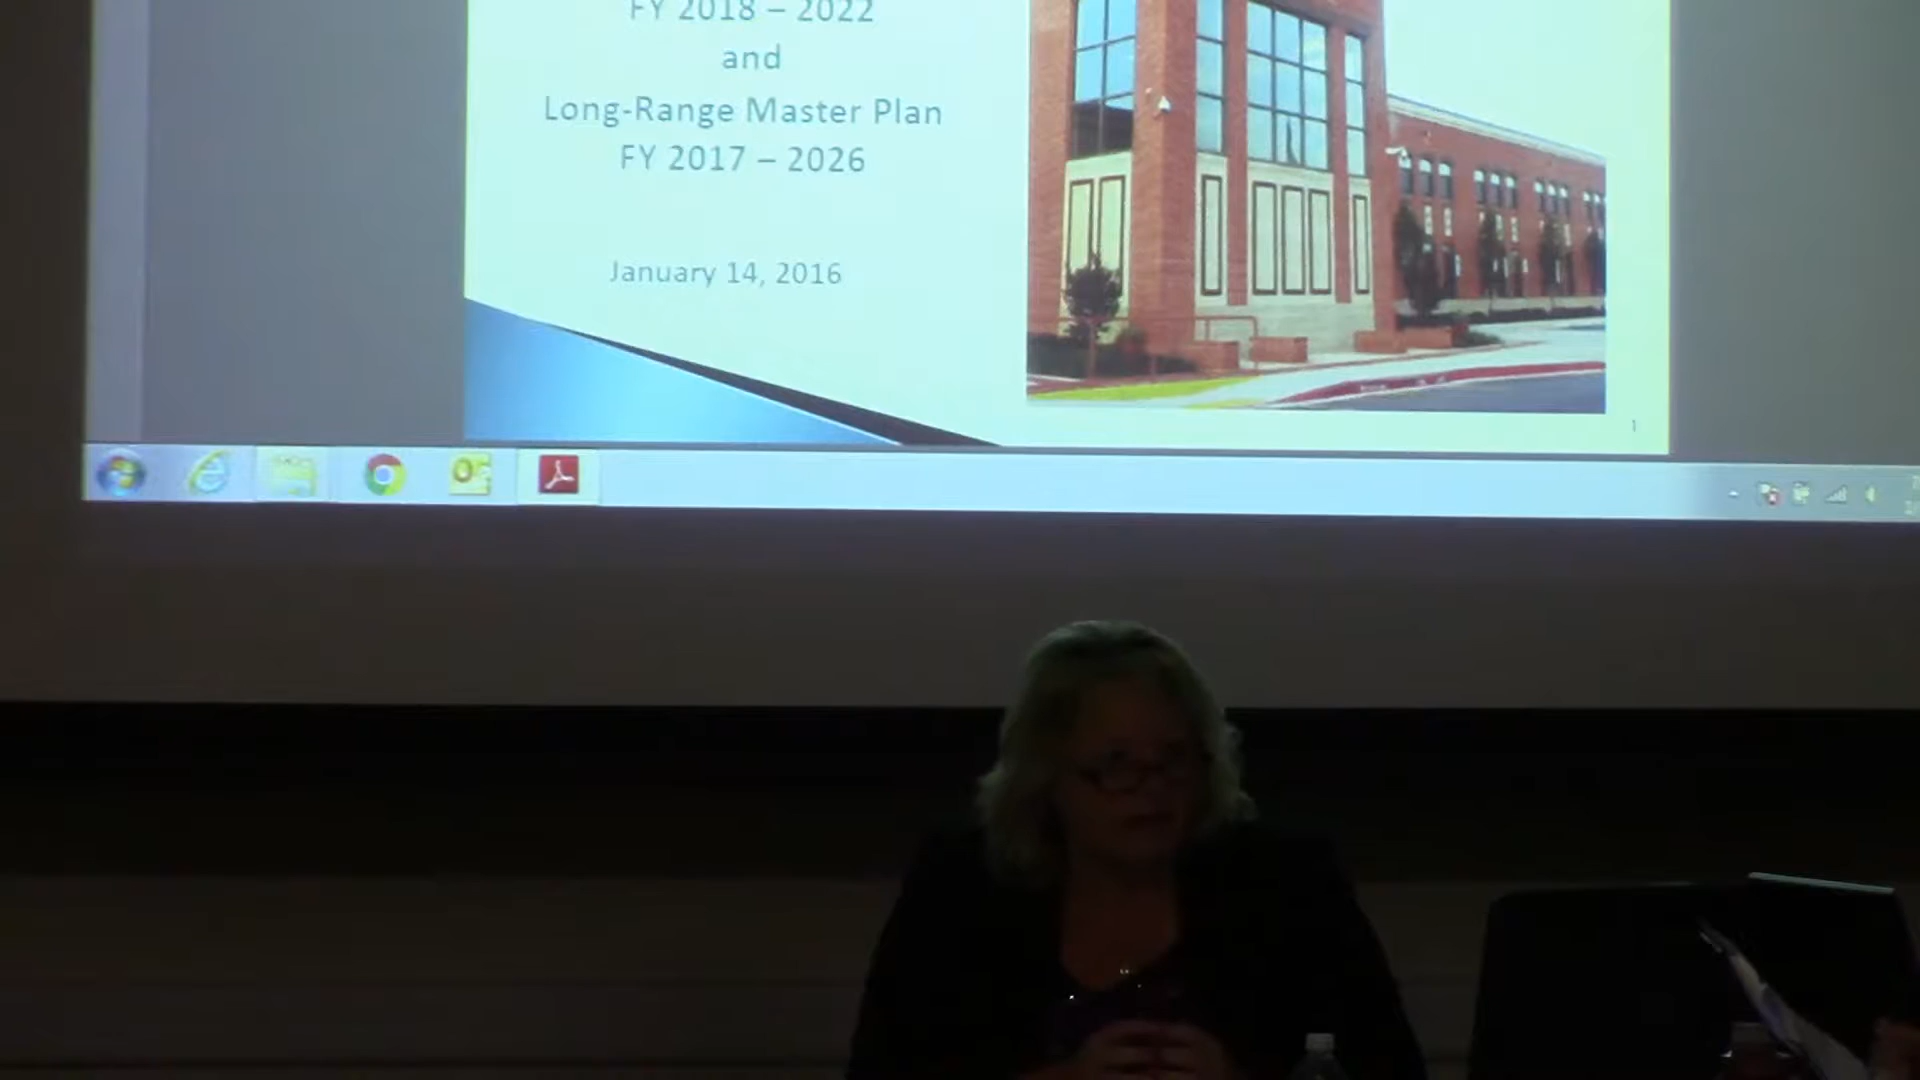 FY 2018 – 2022
and
Long-Range Master Plan
FY 2017 – 2026
January 14, 2016
1